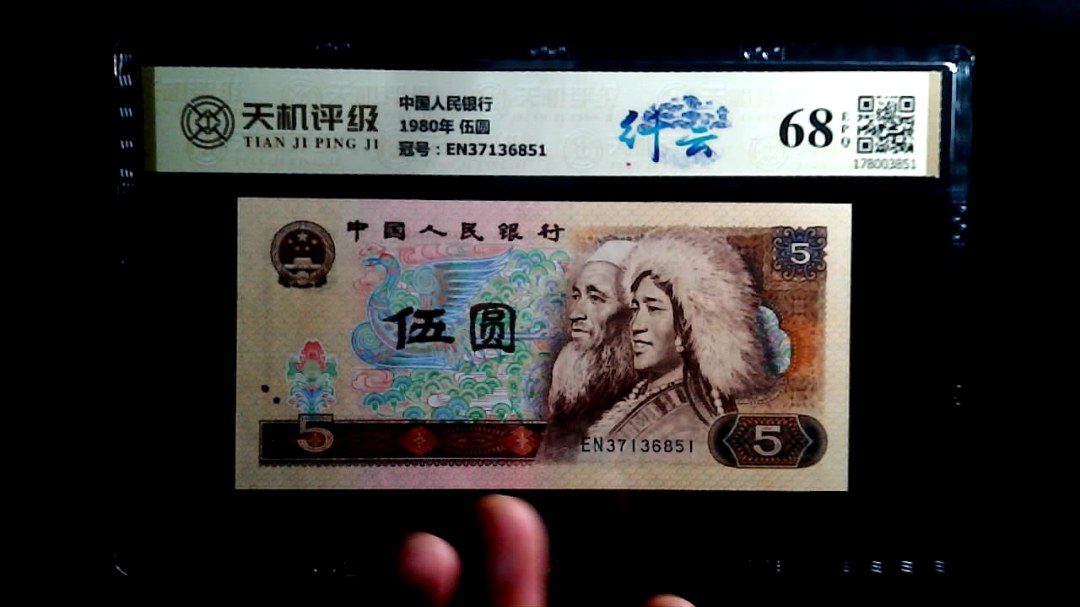 天机评级
TIAN JI PING JI
中国人民银行
1980年 伍圆
冠号：EN37136851
纤云
68
EPQ
178003851
中国人民银行
5
伍圆
5
EN37136851
5